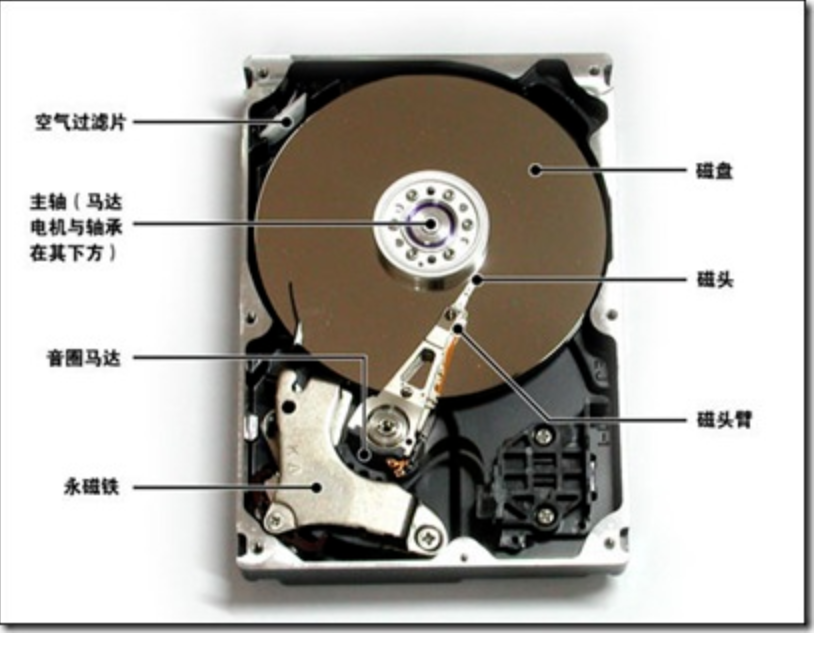 空气过滤片
主轴（马达
电机与轴承
在其下方）
音圈马达
永磁铁
磁盘
磁头
磁头臂